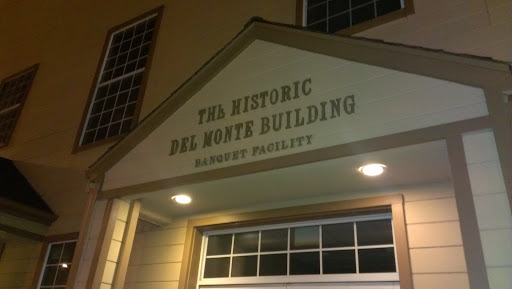 THE HISTORIC
DEL MONTE BUILDING
BANQUET FACILITY